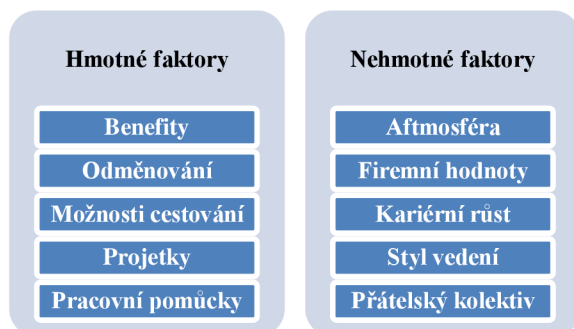 Hmotné faktory
Benefity
Odměnování
Možnosti cestování
Projetky
Pracovní pomůcky
Nehmotné faktory
Aftmosféra
Firemní hodnoty
Kariérní růst
Styl vedení
Přátelský kolektiv